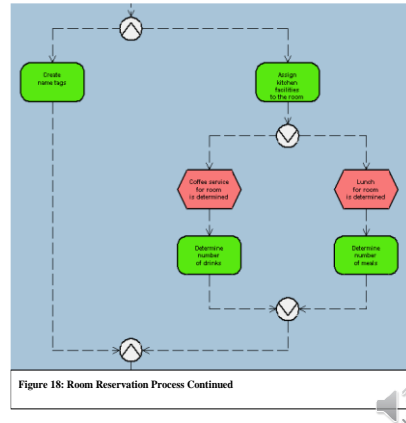 Create
name tags
Assign
kitchen
facilities
to the room
Coffee service
for room
is determined
Lunch
for room
is determined
Determine
number
of drinks
Determine
number
of meals
Figure 18: Room Reservation Process Continued